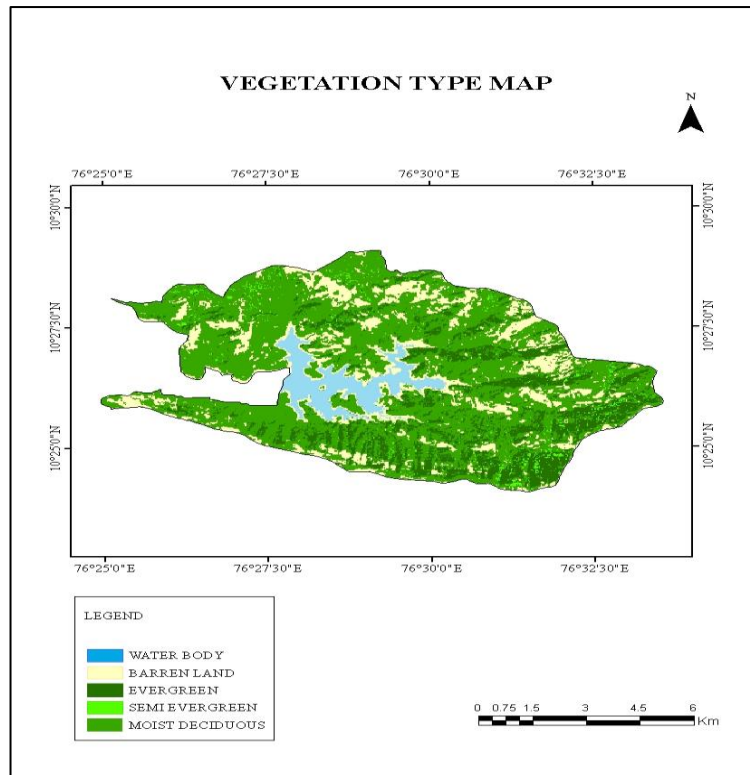 VEGETATION TYPE MAP
N
76°25'0"E 76°27'30"E 76°30'0"E 76°32'30"E
10°30'0"N 10°30'0"N
10°27'30"N 10°27'30"N
10°25'0"N 10°25'0"N
76°25'0"E 76°27'30"E 76°30'0"E 76°32'30"E
LEGEND
WATER BODY
BARREN LAND
EVERGREEN
SEMI EVERGREEN
MOIST DECIDUOUS
0 0.75 1.5 3 4.5 6
Km